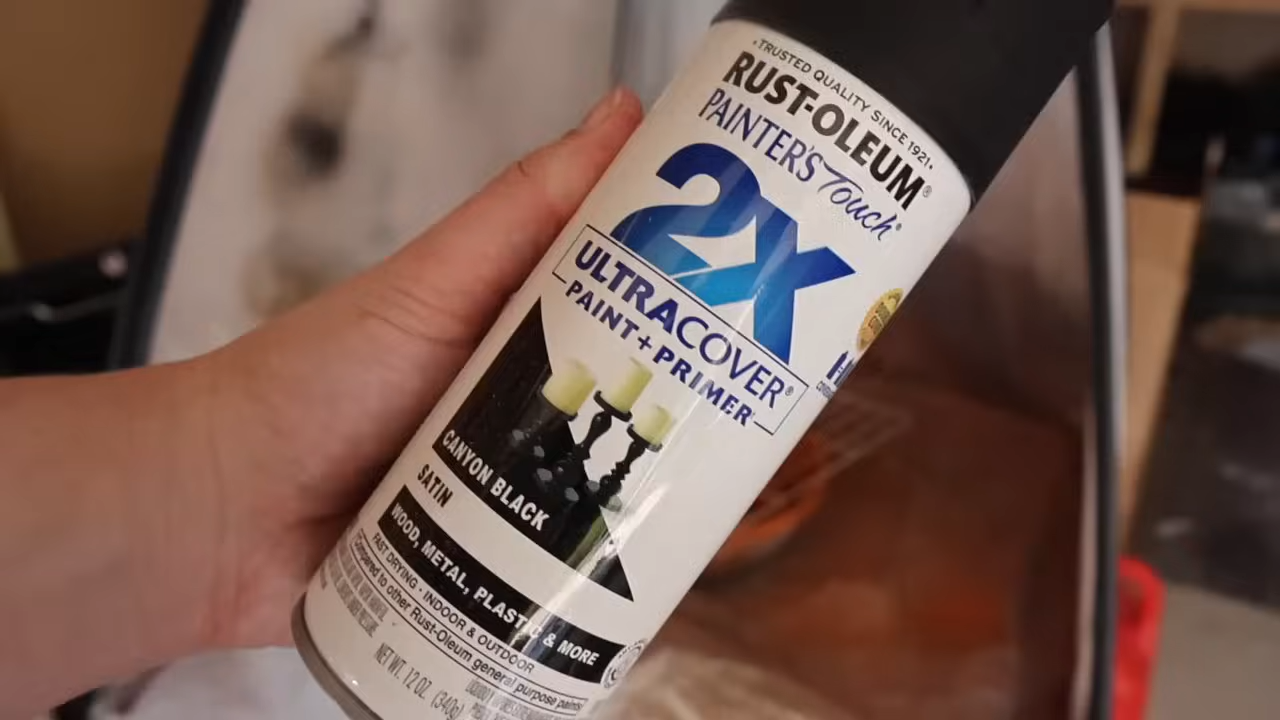 •TRUSTED QUALITY SINCE 1921•
RUST-OLEUM®
PAINTER'S Touch®
2X
ULTRACOVER®
PAINT+PRIMER
CANYON BLACK
SATIN
WOOD, METAL, PLASTIC & MORE
FAST DRYING · INDOOR & OUTDOOR
Compared to other Rust-Oleum general purpose paints
NET WT. 12 OZ. (340g)